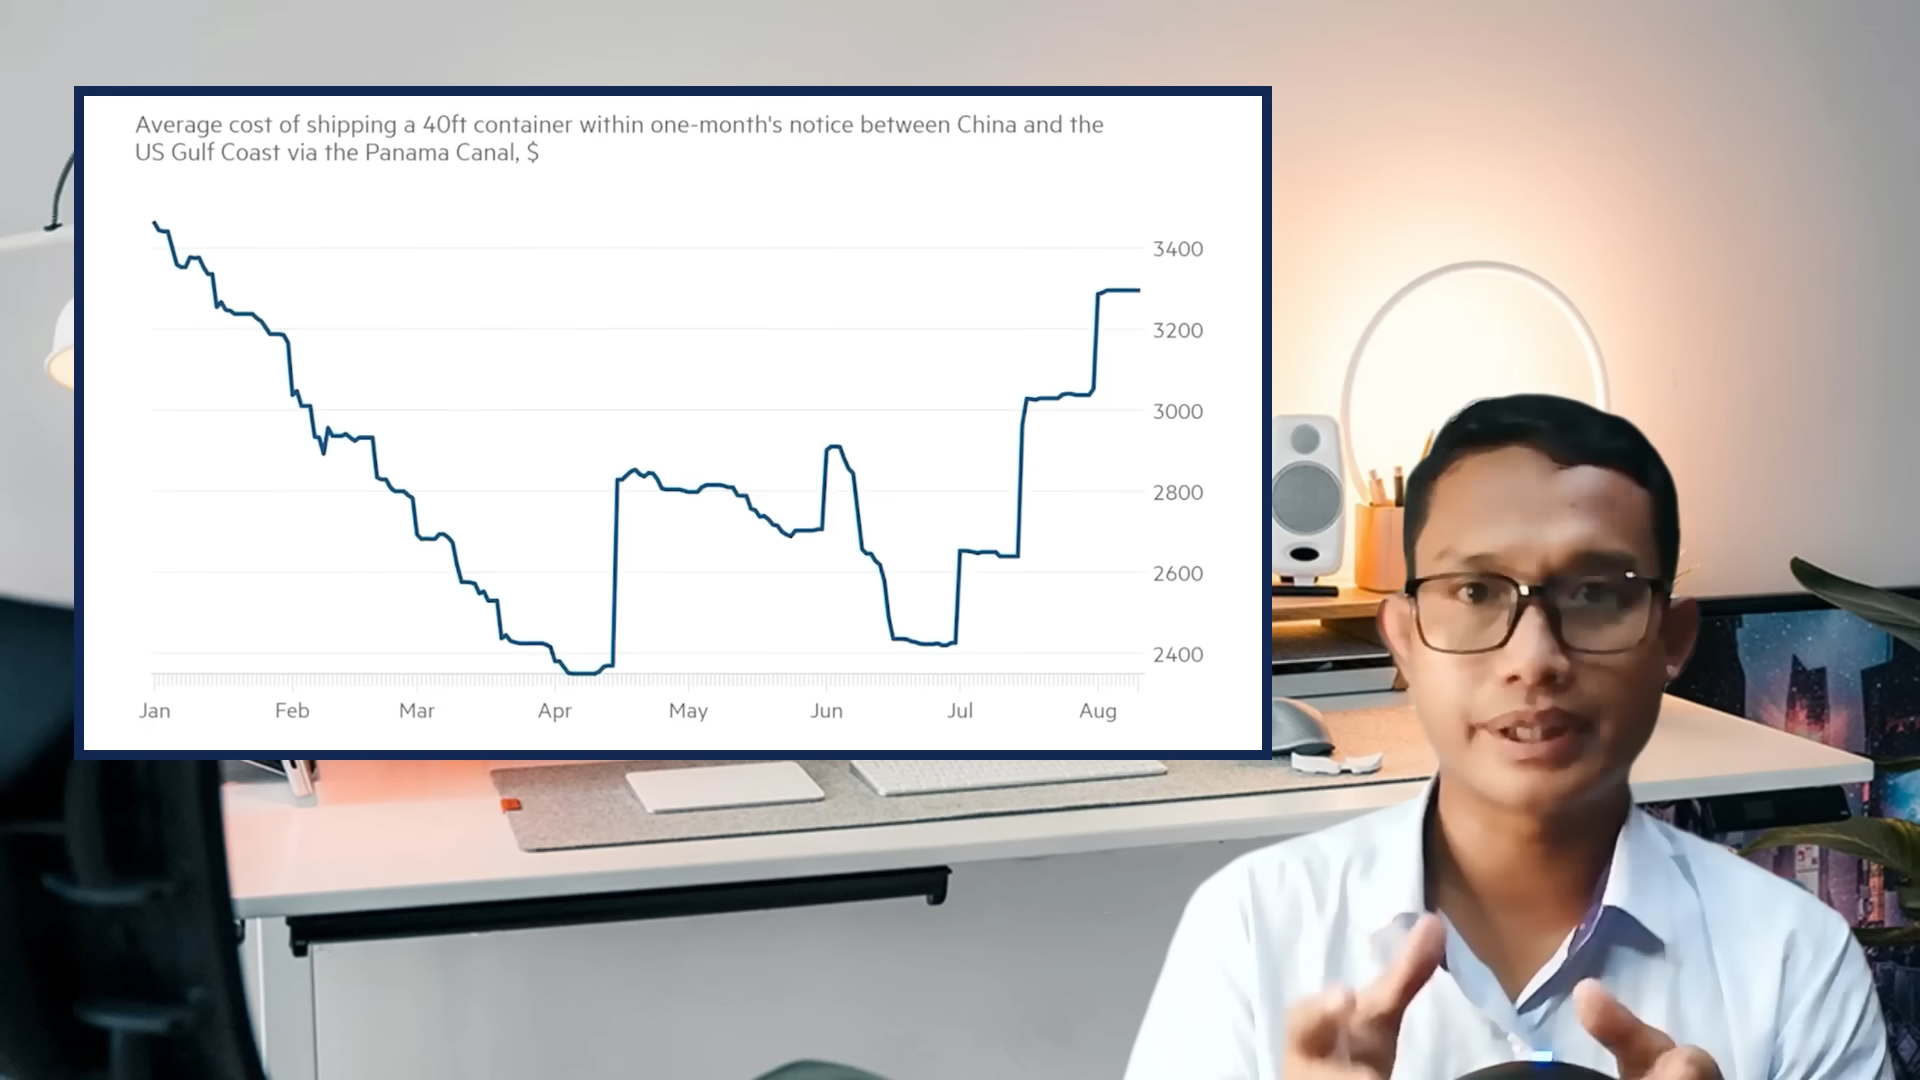 Average cost of shipping a 40ft container within one-month's notice between China and the
US Gulf Coast via the Panama Canal, $
3400
3200
3000
2800
2600
2400
Jan Feb Mar Apr May Jun Jul Aug